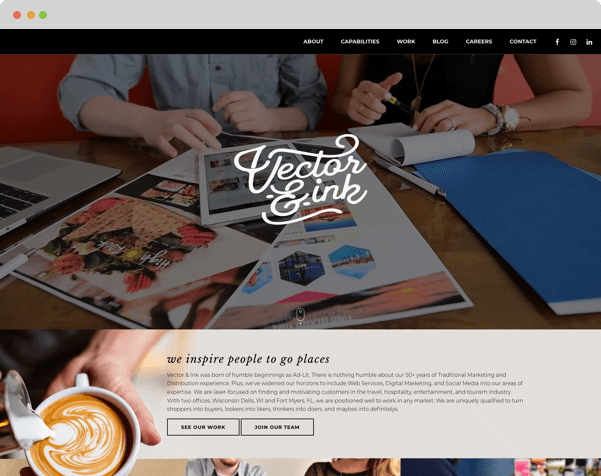 ABOUT CAPABILITIES WORK BLOG CAREERS CONTACT
Vector
& ink
we inspire people to go places
Vector & Ink was born of humble beginnings as Ad-Lit. There is nothing humble about our 50+ years of Traditional Marketing and
Distribution experience. Plus, we've widened our horizons to include Web Services, Digital Marketing, and Social Media into our areas of
expertise. We are laser-focused on finding and motivating customers in the travel, hospitality, entertainment, and tourism industry.
With two offices, Wisconsin Dells, WI and Fort Myers, FL, we are positioned well to work in any market. We are uniquely qualified to turn
shoppers into buyers, lookers into likers, thinkers into doers, and maybes into definitelys.
SEE OUR WORK JOIN OUR TEAM